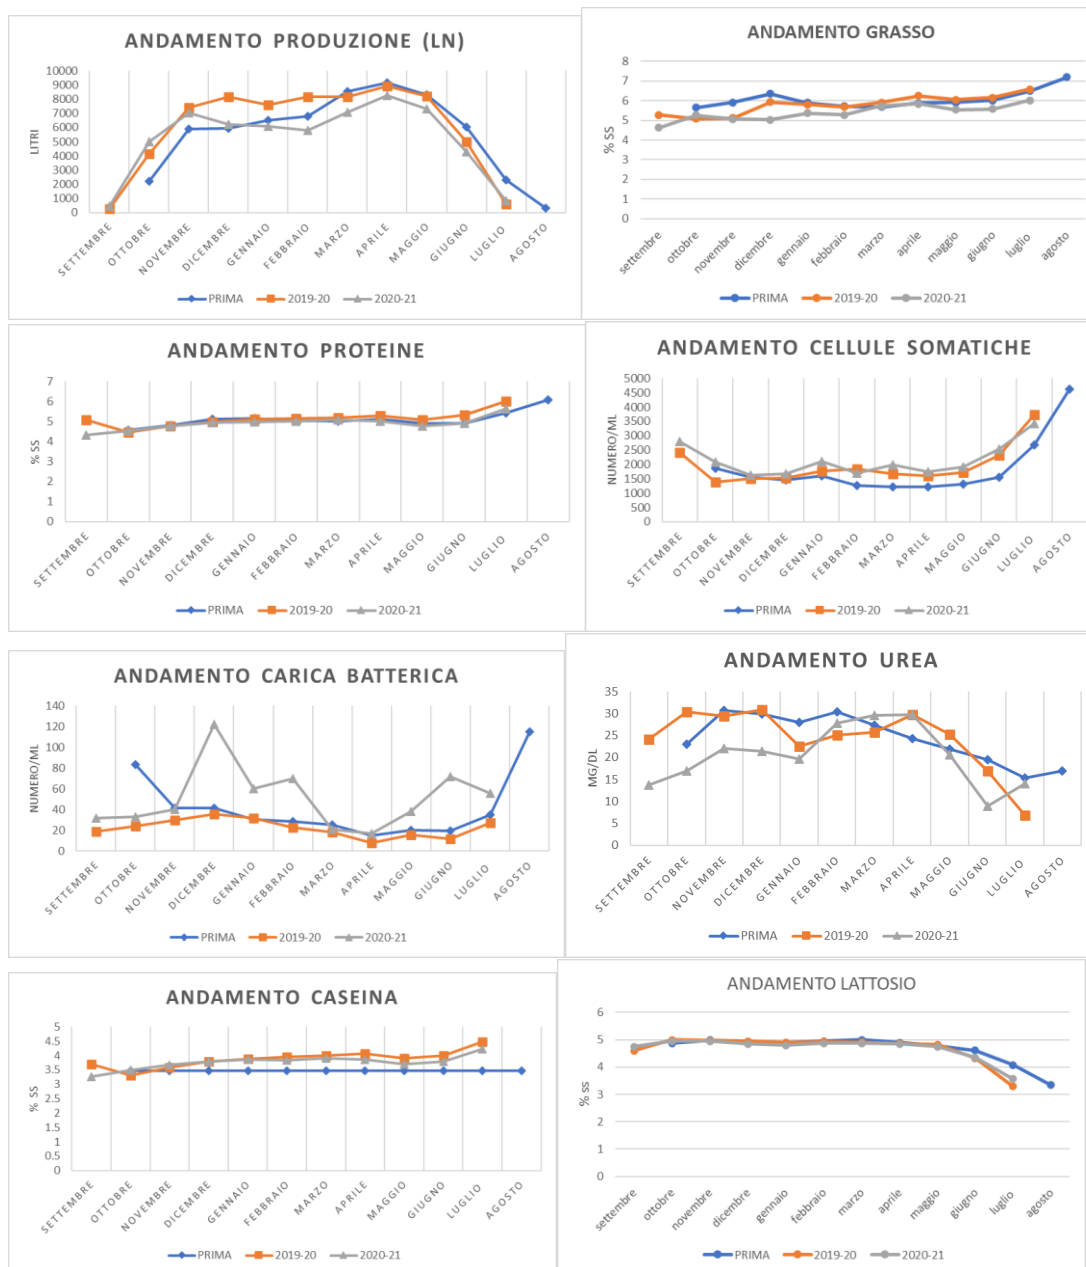 ANDAMENTO PRODUZIONE (LN)
LITRI
10000
9000
8000
7000
6000
5000
4000
3000
2000
1000
0
SETTEMBRE
OTTOBRE
NOVEMBRE
DICEMBRE
GENNAIO
FEBBRAIO
MARZO
APRILE
MAGGIO
GIUGNO
LUGLIO
AGOSTO
PRIMA 2019-20 2020-21
ANDAMENTO GRASSO
% SS
8
7
6
5
4
3
2
1
0
settembre
ottobre
novembre
dicembre
gennaio
febbraio
marzo
aprile
maggio
giugno
luglio
agosto
PRIMA 2019-20 2020-21
ANDAMENTO PROTEINE
% SS
7
6
5
4
3
2
1
0
SETTEMBRE
OTTOBRE
NOVEMBRE
DICEMBRE
GENNAIO
FEBBRAIO
MARZO
APRILE
MAGGIO
GIUGNO
LUGLIO
AGOSTO
PRIMA 2019-20 2020-21
ANDAMENTO CELLULE SOMATICHE
NUMERO/ML
5000
4500
4000
3500
3000
2500
2000
1500
1000
500
0
SETTEMBRE
OTTOBRE
NOVEMBRE
DICEMBRE
GENNAIO
FEBBRAIO
MARZO
APRILE
MAGGIO
GIUGNO
LUGLIO
AGOSTO
PRIMA 2019-20 2020-21
ANDAMENTO CARICA BATTERICA
NUMERO/ML
140
120
100
80
60
40
20
0
SETTEMBRE
OTTOBRE
NOVEMBRE
DICEMBRE
GENNAIO
FEBBRAIO
MARZO
APRILE
MAGGIO
GIUGNO
LUGLIO
AGOSTO
PRIMA 2019-20 2020-21
ANDAMENTO UREA
MG/DL
35
30
25
20
15
10
5
0
SETTEMBRE
OTTOBRE
NOVEMBRE
DICEMBRE
GENNAIO
FEBBRAIO
MARZO
APRILE
MAGGIO
GIUGNO
LUGLIO
AGOSTO
PRIMA 2019-20 2020-21
ANDAMENTO CASEINA
% SS
5
4.5
4
3.5
3
2.5
2
1.5
1
0.5
0
SETTEMBRE
OTTOBRE
NOVEMBRE
DICEMBRE
GENNAIO
FEBBRAIO
MARZO
APRILE
MAGGIO
GIUGNO
LUGLIO
AGOSTO
PRIMA 2019-20 2020-21
ANDAMENTO LATTOSIO
% ss
6
5
4
3
2
1
0
settembre
ottobre
novembre
dicembre
gennaio
febbraio
marzo
aprile
maggio
giugno
luglio
agosto
PRIMA 2019-20 2020-21